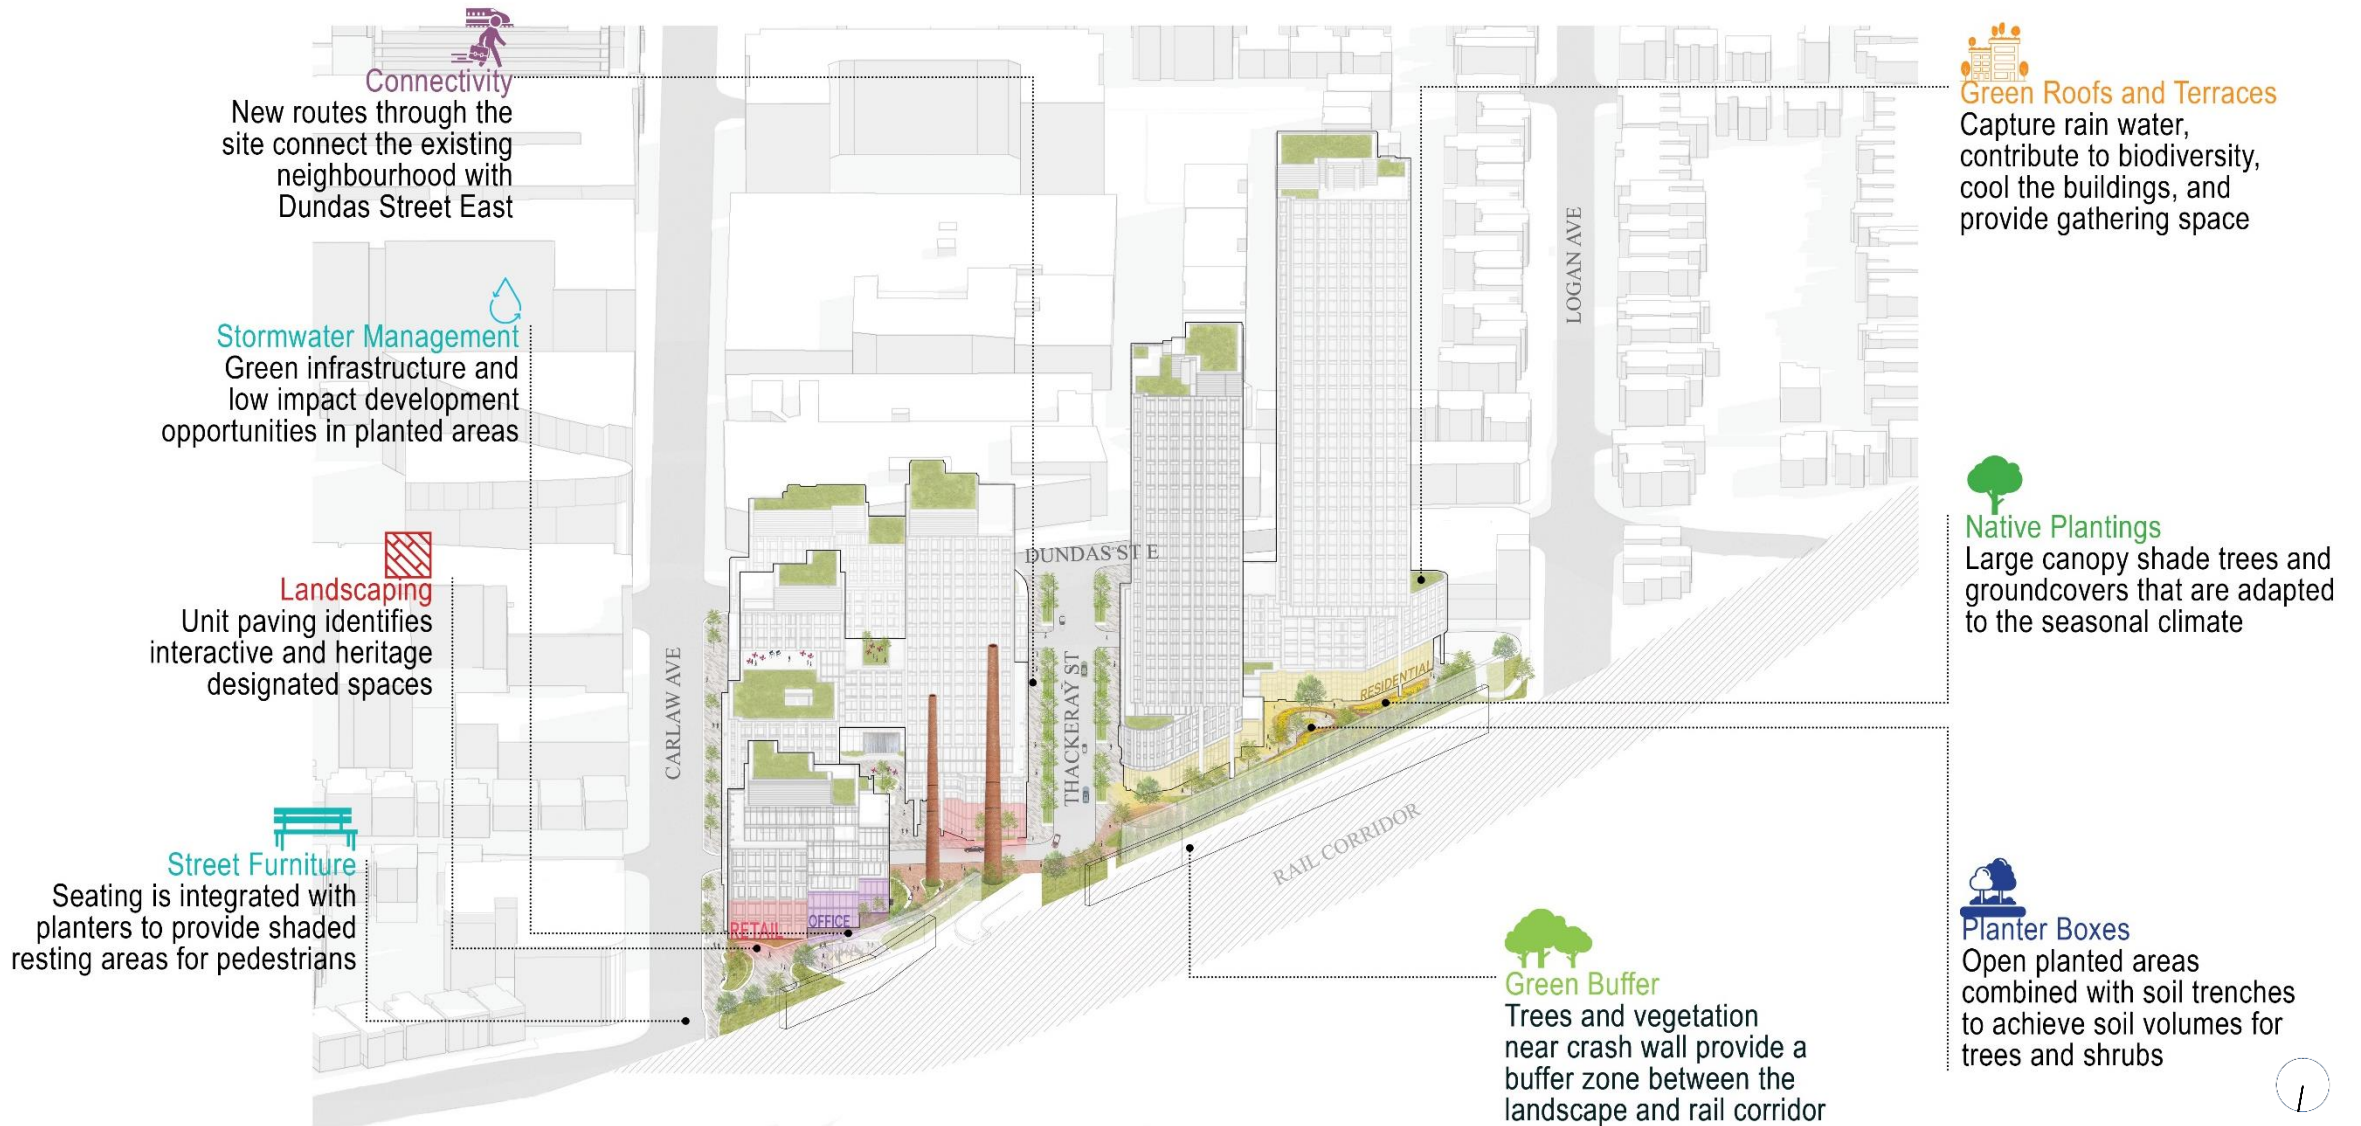 Connectivity
New routes through the
site connect the existing
neighbourhood with
Dundas Street East
Stormwater Management
Green infrastructure and
low impact development
opportunities in planted areas
Landscaping
Unit paving identifies
interactive and heritage
designated spaces
Street Furniture
Seating is integrated with
planters to provide shaded
resting areas for pedestrians
CARLAW AVE
DUNDAS ST E
THACKERAY ST
LOGAN AVE
RESIDENTIAL
RETAIL
OFFICE
RAIL CORRIDOR
Green Roofs and Terraces
Capture rain water,
contribute to biodiversity,
cool the buildings, and
provide gathering space
Native Plantings
Large canopy shade trees and
groundcovers that are adapted
to the seasonal climate
Planter Boxes
Open planted areas
combined with soil trenches
to achieve soil volumes for
trees and shrubs
Green Buffer
Trees and vegetation
near crash wall provide a
buffer zone between the
landscape and rail corridor